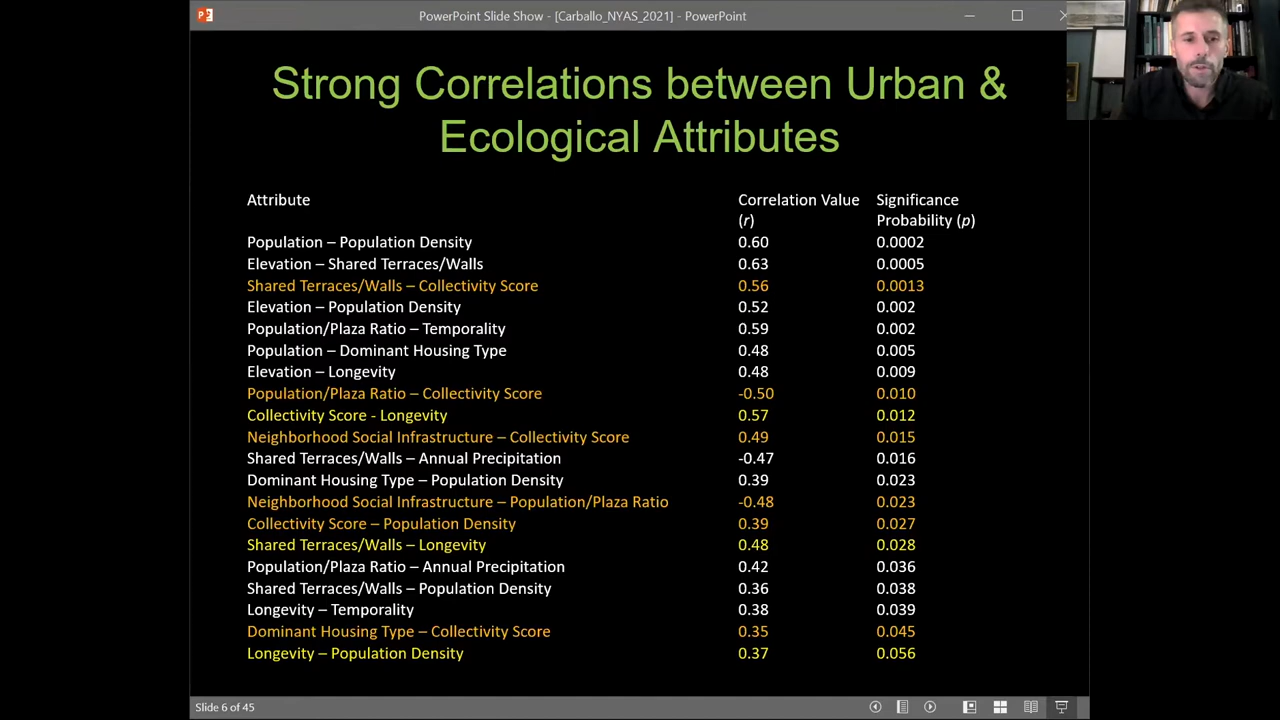 PowerPoint Slide Show - [Carballo_NYAS_2021] - PowerPoint
Strong Correlations between Urban &
Ecological Attributes
Attribute Correlation Value Significance
(r) Probability (p)
Population – Population Density 0.60 0.0002
Elevation – Shared Terraces/Walls 0.63 0.0005
Shared Terraces/Walls – Collectivity Score 0.56 0.0013
Elevation – Population Density 0.52 0.002
Population/Plaza Ratio – Temporality 0.59 0.002
Population – Dominant Housing Type 0.48 0.005
Elevation – Longevity 0.48 0.009
Population/Plaza Ratio – Collectivity Score -0.50 0.010
Collectivity Score - Longevity 0.57 0.012
Neighborhood Social Infrastructure – Collectivity Score 0.49 0.015
Shared Terraces/Walls – Annual Precipitation -0.47 0.016
Dominant Housing Type – Population Density 0.39 0.023
Neighborhood Social Infrastructure – Population/Plaza Ratio -0.48 0.023
Collectivity Score – Population Density 0.39 0.027
Shared Terraces/Walls – Longevity 0.48 0.028
Population/Plaza Ratio – Annual Precipitation 0.42 0.036
Shared Terraces/Walls – Population Density 0.36 0.038
Longevity – Temporality 0.38 0.039
Dominant Housing Type – Collectivity Score 0.35 0.045
Longevity – Population Density 0.37 0.056
Slide 6 of 45